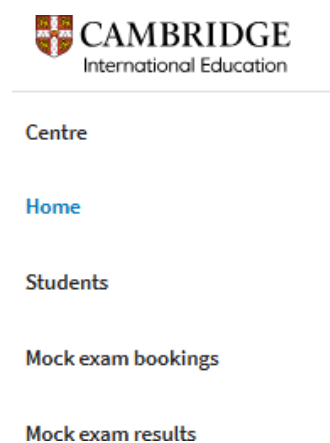 CAMBRIDGE
International Education
Centre
Home
Students
Mock exam bookings
Mock exam results